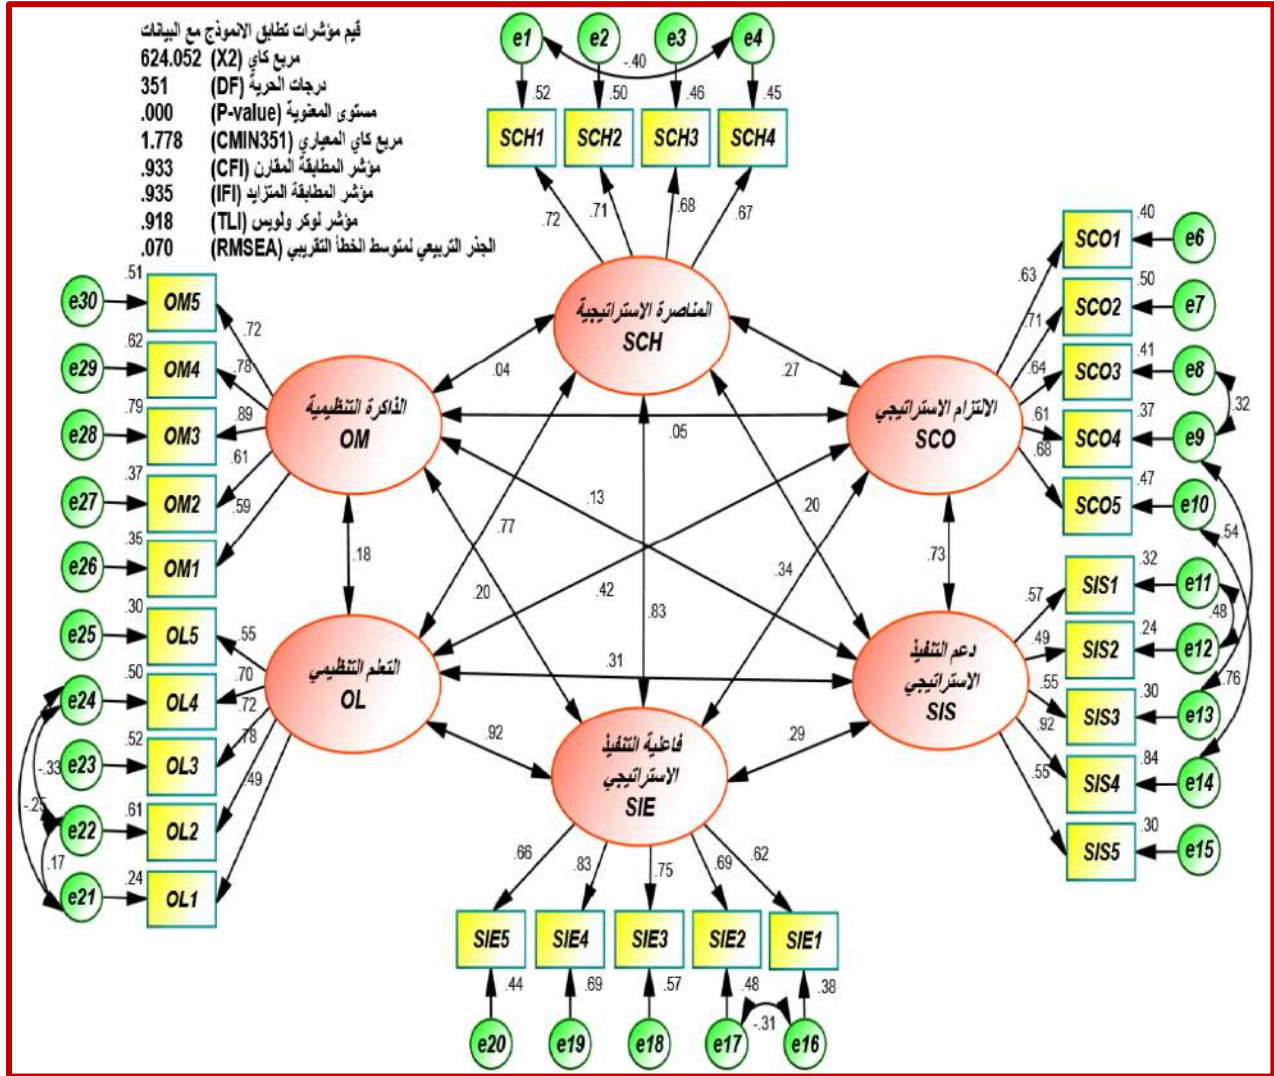 قيم مؤشرات تطابق الانموذج مع البيانات
مربع كاي (X2) 624.052
درجات الحرية (DF) 351
مستوى المعنوية (P-value) .000
مربع كاي المعياري (CMIN351) 1.778
مؤشر المطابقة المقارن (CFI) .933
مؤشر المطابقة المتزايد (IFI) .935
مؤشر لوكر ولويس (TLI) .918
الجذر التربيعي لمتوسط الخطأ التقريبي (RMSEA) .070
e1 e2 e3 e4
-.40
.52 .50 .46 .45
SCH1 SCH2 SCH3 SCH4
.72 .71 .68 .67
المناصرة الاستراتيجية
SCH
.04
.27
الذاكرة التنظيمية
OM
الالتزام الاستراتيجي
SCO
.05
e30 .51 OM5 .72
e29 .62 OM4 .78
e28 .79 OM3 .89
e27 .37 OM2 .61
e26 .35 OM1 .59
.63 SCO1 .40 e6
.71 SCO2 .50 e7
.64 SCO3 .41 e8
.32
.61 SCO4 .37 e9
.68 SCO5 .47 e10
.54
.13
.20
.77
.18
.73
.20
.42
.83
.34
.31
e25 .30 OL5 .55
e24 .50 OL4 .70
e23 .52 OL3 .72
e22 .61 OL2 .78
e21 .24 OL1 .49
-.33
-.25
.17
التعلم التنظيمي
OL
دعم التنفيذ
الاستراتيجي
SIS
.57 SIS1 .32 e11
.48
.49 SIS2 .24 e12
.76
.55 SIS3 .30 e13
.92 SIS4 .84 e14
.55 SIS5 .30 e15
.92
.29
فاعلية التنفيذ
الاستراتيجي
SIE
.66 .83 .75 .69 .62
SIE5 SIE4 SIE3 SIE2 SIE1
.44 .69 .57 .48 .38
-.31
e20 e19 e18 e17 e16